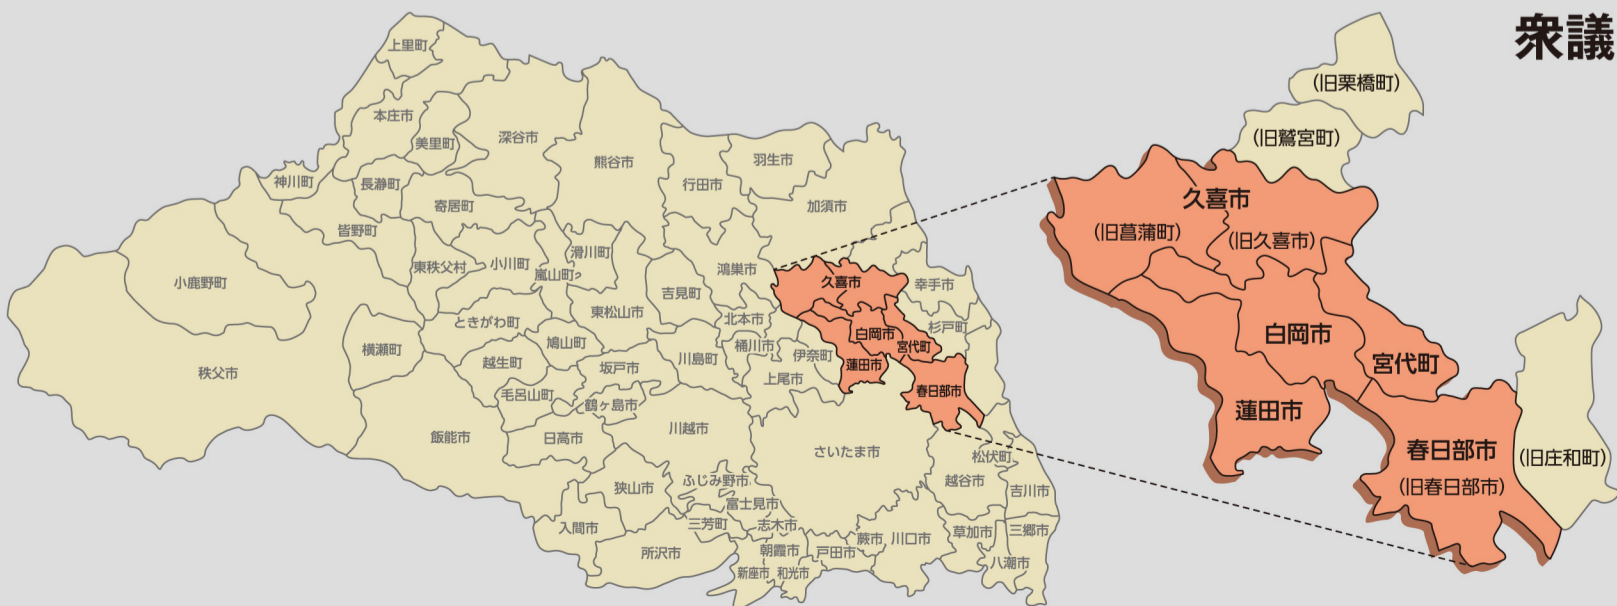 衆議
上里町
本庄市
美里町
深谷市
熊谷市
行田市
羽生市
加須市
神川町
長瀞町
寄居町
皆野町
小鹿野町
東秩父村
小川町
嵐山町
滑川町
吉見町
鴻巣市
久喜市
幸手市
東松山市
北本市
ときがわ町
横瀬町
秩父市
鳩山町
越生町
坂戸市
川島町
桶川市
伊奈町
上尾市
白岡市
宮代町
杉戸町
蓮田市
春日部市
毛呂山町
鶴ヶ島市
飯能市
日高市
川越市
さいたま市
松伏町
越谷市
吉川市
狭山市
ふじみ野市
富士見市
入間市
三芳町
志木市
所沢市
朝霞市
新座市
和光市
戸田市
蕨市
川口市
草加市
三郷市
八潮市
(旧栗橋町)
(旧鷲宮町)
久喜市
(旧菖蒲町)
(旧久喜市)
白岡市
宮代町
蓮田市
春日部市
(旧春日部市)
(旧庄和町)